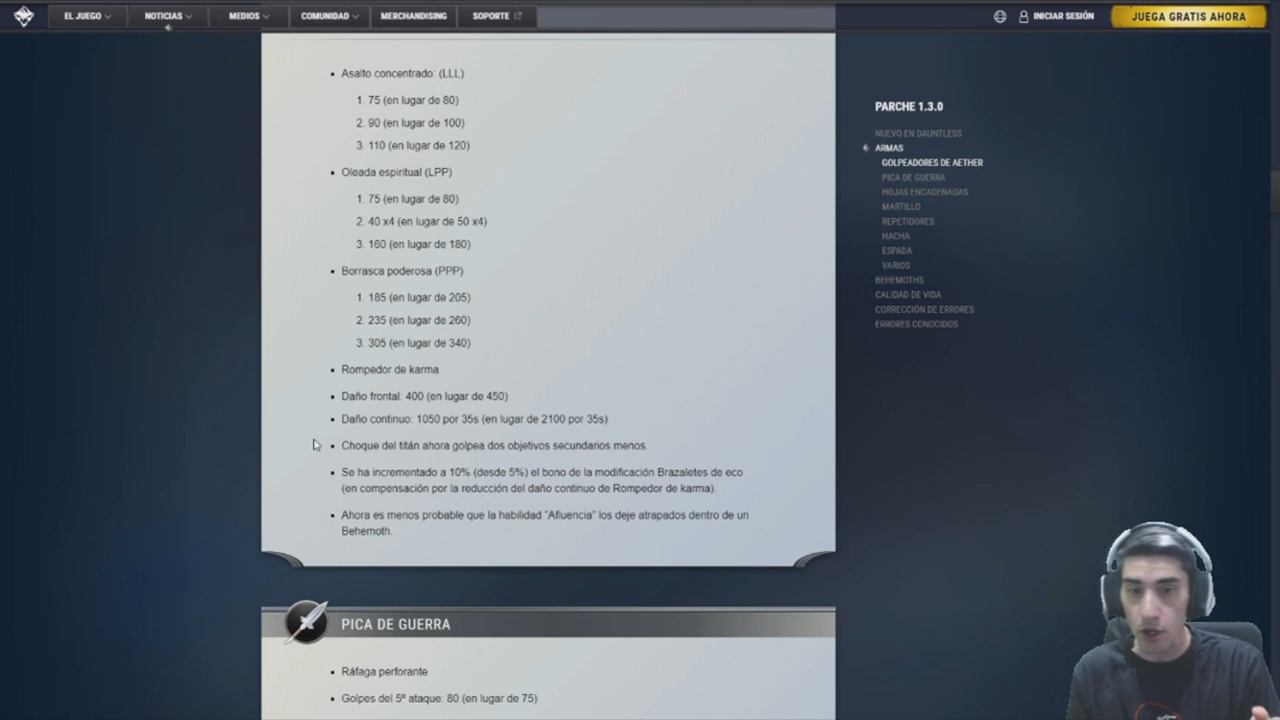 EL JUEGO
NOTICIAS
MEDIOS
COMUNIDAD
MERCHANDISING
SOPORTE
INICIAR SESIÓN
JUEGA GRATIS AHORA
• Asalto concentrado: (LLL)
1. 75 (en lugar de 80)
2. 90 (en lugar de 100)
3. 110 (en lugar de 120)
• Oleada espiritual (LPP)
1. 75 (en lugar de 80)
2. 40 x4 (en lugar de 50 x4)
3. 160 (en lugar de 180)
• Borrasca poderosa (PPP)
1. 185 (en lugar de 205)
2. 235 (en lugar de 260)
3. 305 (en lugar de 340)
• Rompedor de karma
• Daño frontal: 400 (en lugar de 450)
• Daño continuo: 1050 por 35s (en lugar de 2100 por 35s)
• Choque del titán ahora golpea dos objetivos secundarios menos.
• Se ha incrementado a 10% (desde 5%) el bono de la modificación Brazaletes de eco
(en compensación por la reducción del daño continuo de Rompedor de karma).
• Ahora es menos probable que la habilidad "Afluencia" los deje atrapados dentro de un
Behemoth.
PICA DE GUERRA
• Ráfaga perforante
• Golpes del 5º ataque: 80 (en lugar de 75)
PARCHE 1.3.0
NUEVO EN DAUNTLESS
ARMAS
GOLPEADORES DE AETHER
PICA DE GUERRA
HOJAS ENCADENADAS
MARTILLO
REPETIDORES
HACHA
ESPADA
VARIOS
BEHEMOTHS
CALIDAD DE VIDA
CORRECCIÓN DE ERRORES
ERRORES CONOCIDOS